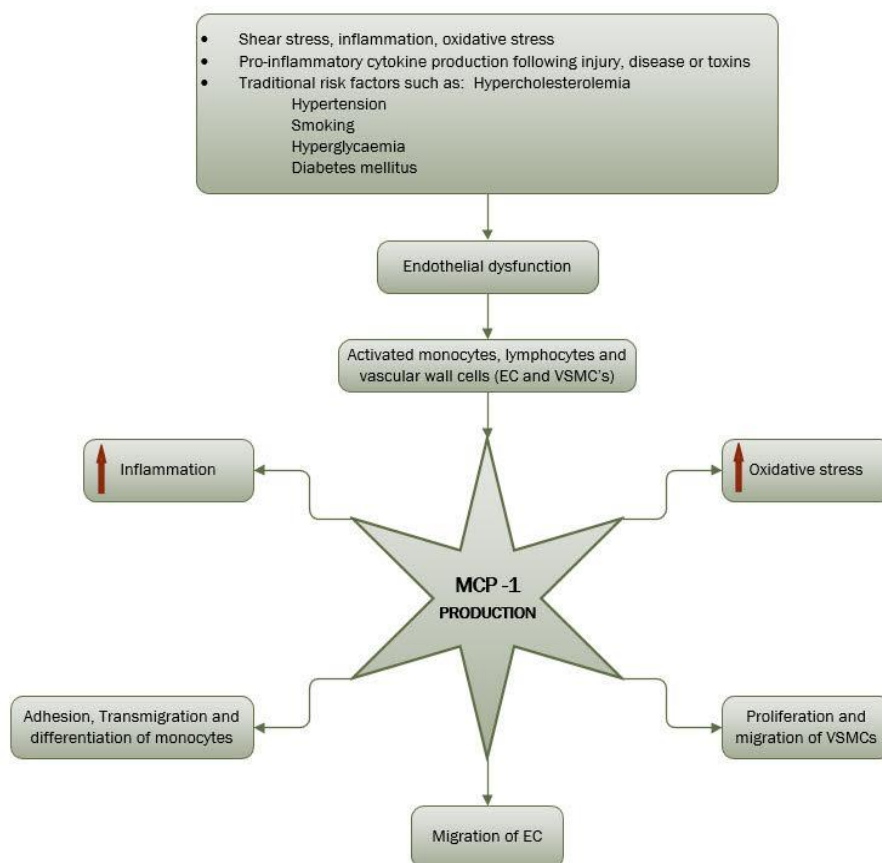 • Shear stress, inflammation, oxidative stress
• Pro-inflammatory cytokine production following injury, disease or toxins
• Traditional risk factors such as: Hypercholesterolemia
Hypertension
Smoking
Hyperglycaemia
Diabetes mellitus
Endothelial dysfunction
Activated monocytes, lymphocytes and
vascular wall cells (EC and VSMC's)
Inflammation
Oxidative stress
MCP -1
PRODUCTION
Adhesion, Transmigration and
differentiation of monocytes
Proliferation and
migration of VSMCs
Migration of EC